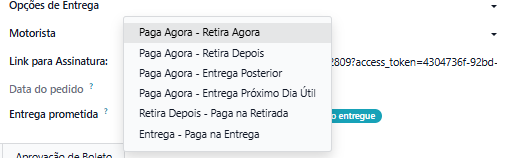 Opções de Entrega
Motorista
Link para Assinatura:
2809?access_token=4304736f-92bd-
Data do pedido ?
Entrega prometida ?
o entregue
Paga Agora - Retira Agora
Paga Agora - Retira Depois
Paga Agora - Entrega Posterior
Paga Agora - Entrega Próximo Dia Útil
Retira Depois - Paga na Retirada
Entrega - Paga na Entrega
Aprovação de Boleto